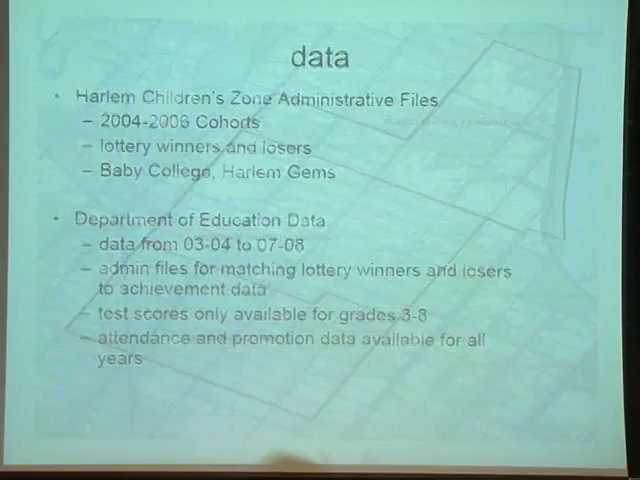 data
• Harlem Children's Zone Administrative Files
– 2004-2006 Cohorts
– lottery winners and losers
– Baby College, Harlem Gems
• Department of Education Data
– data from 03-04 to 07-08
– admin files for matching lottery winners and losers
to achievement data
– test scores only available for grades 3-8
– attendance and promotion data available for all
years